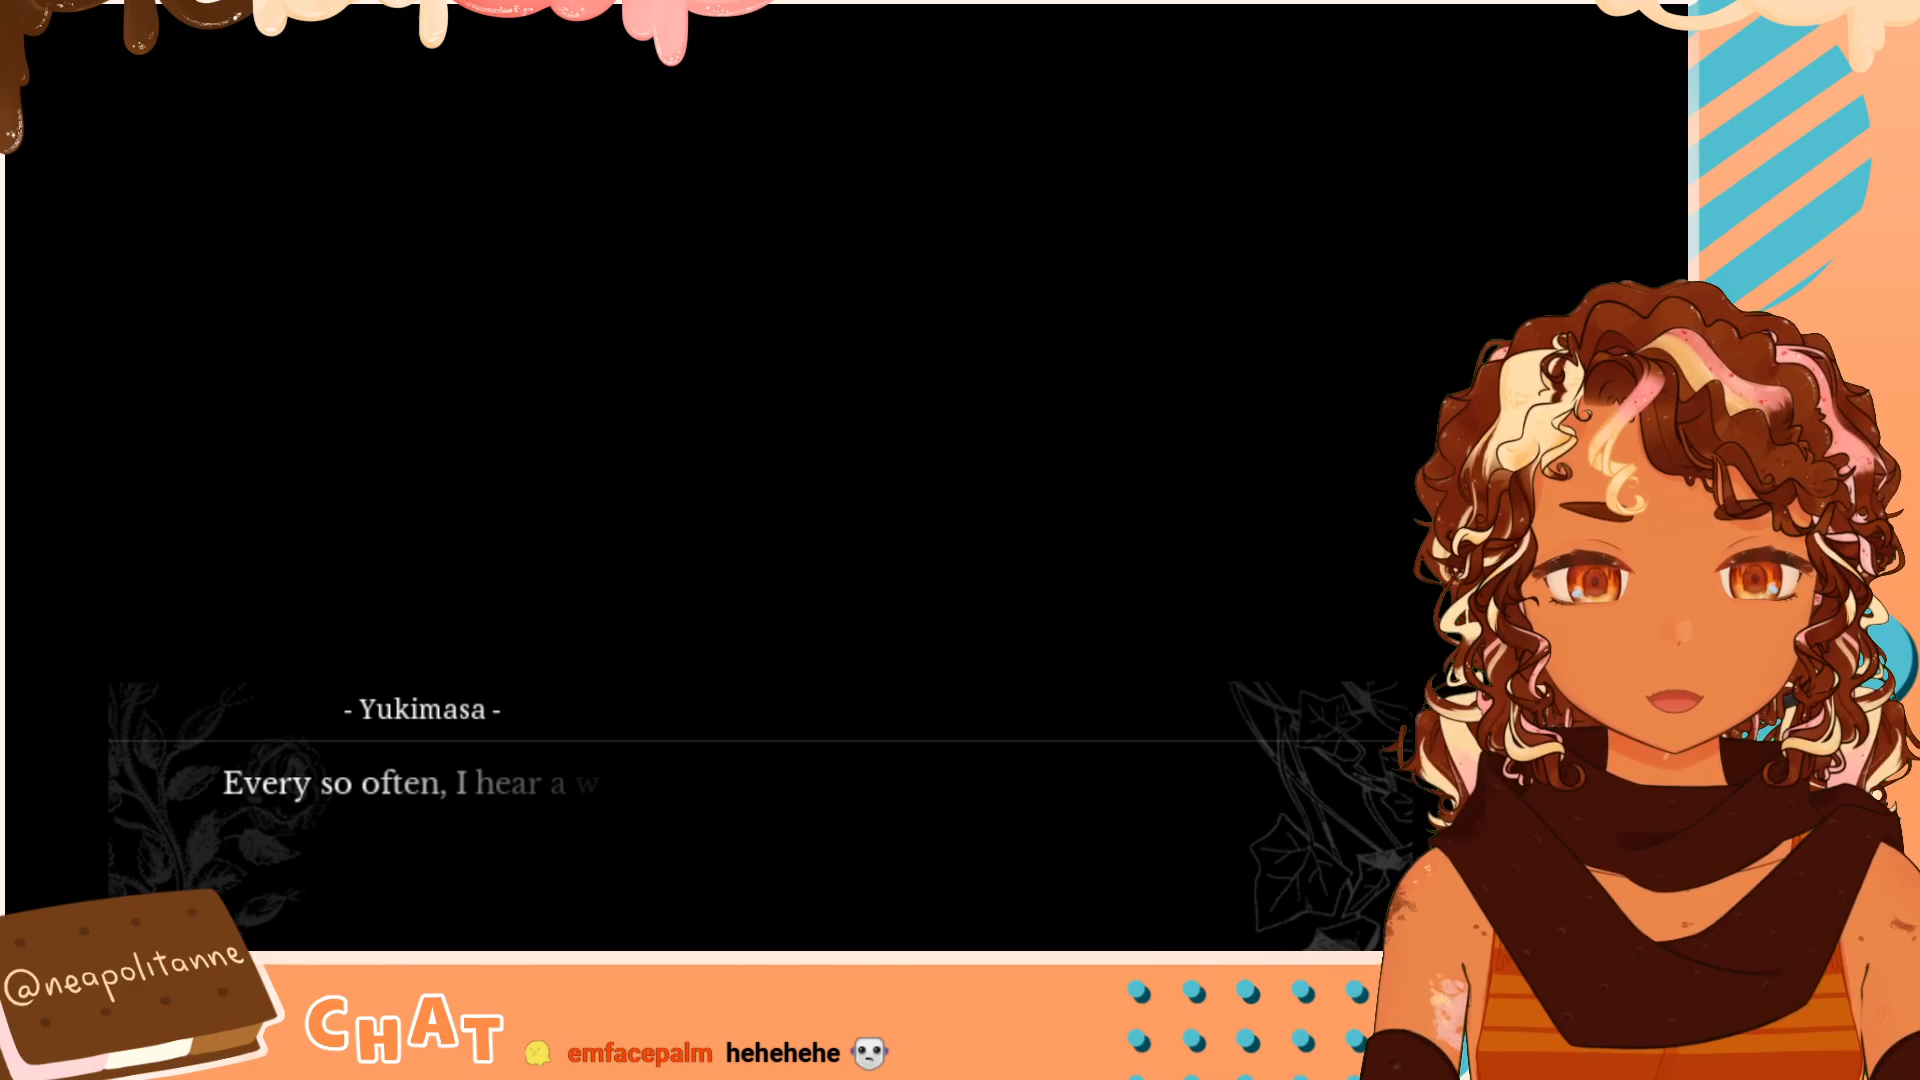 - Yukimasa -
Every so often, I hear a w
@neapolitanne
CHAT
emfacepalm hehehehe